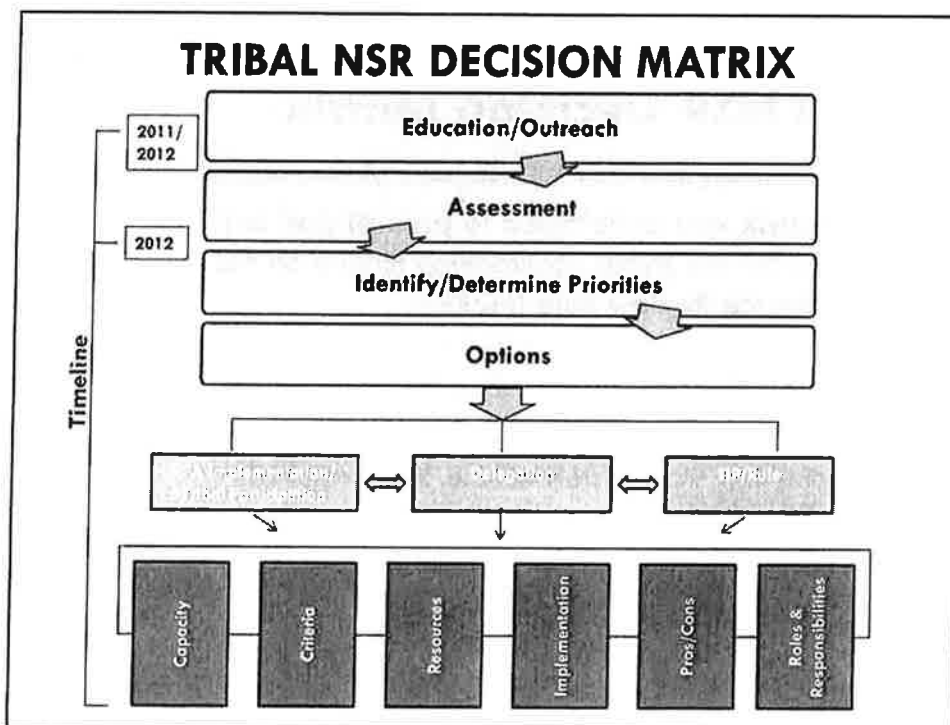 TRIBAL NSR DECISION MATRIX
2011/
2012
Education/Outreach
Assessment
2012
Identify/Determine Priorities
Options
Timeline
Capacity
Criteria
Resources
Implementation
Pros/Cons
Roles &
Responsibilities